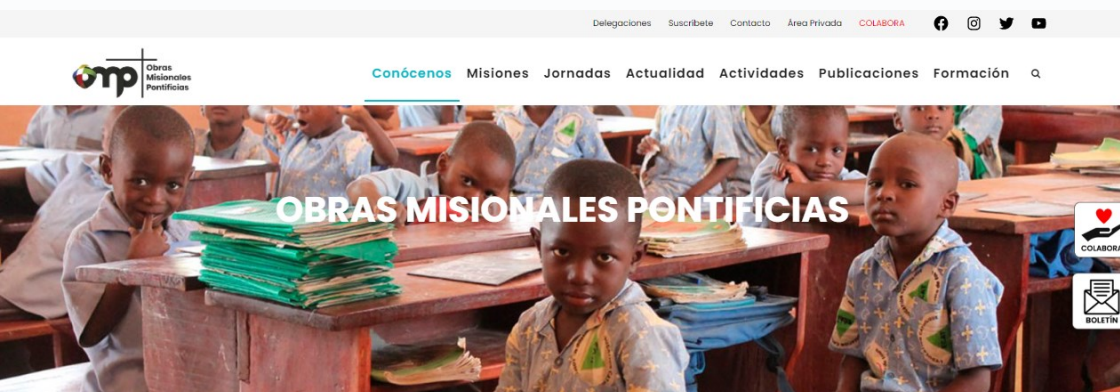 Delegaciones Suscríbete Contacto Área Privada COLABORA
omp Obras Misionales Pontificias
Conócenos Misiones Jornadas Actualidad Actividades Publicaciones Formación
OBRAS MISIONALES PONTIFICIAS
COLABORA
BOLETÍN